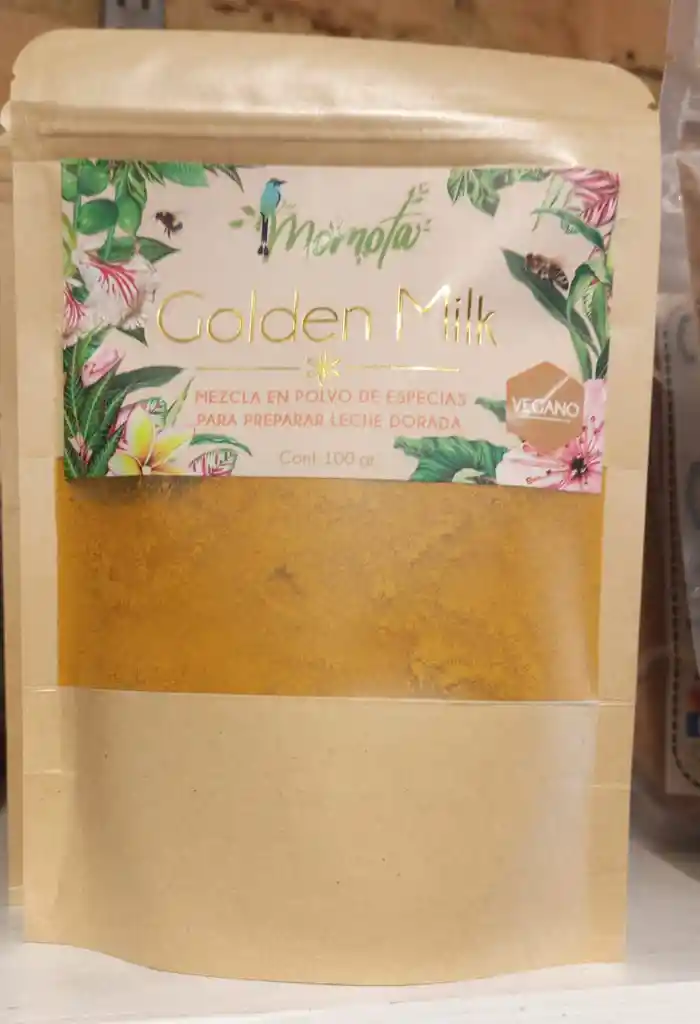 Momota
Golden Milk
MEZCLA EN POLVO DE ESPECIAS
PARA PREPARAR LECHE DORADA
VEGANO
Cont. 100 gr